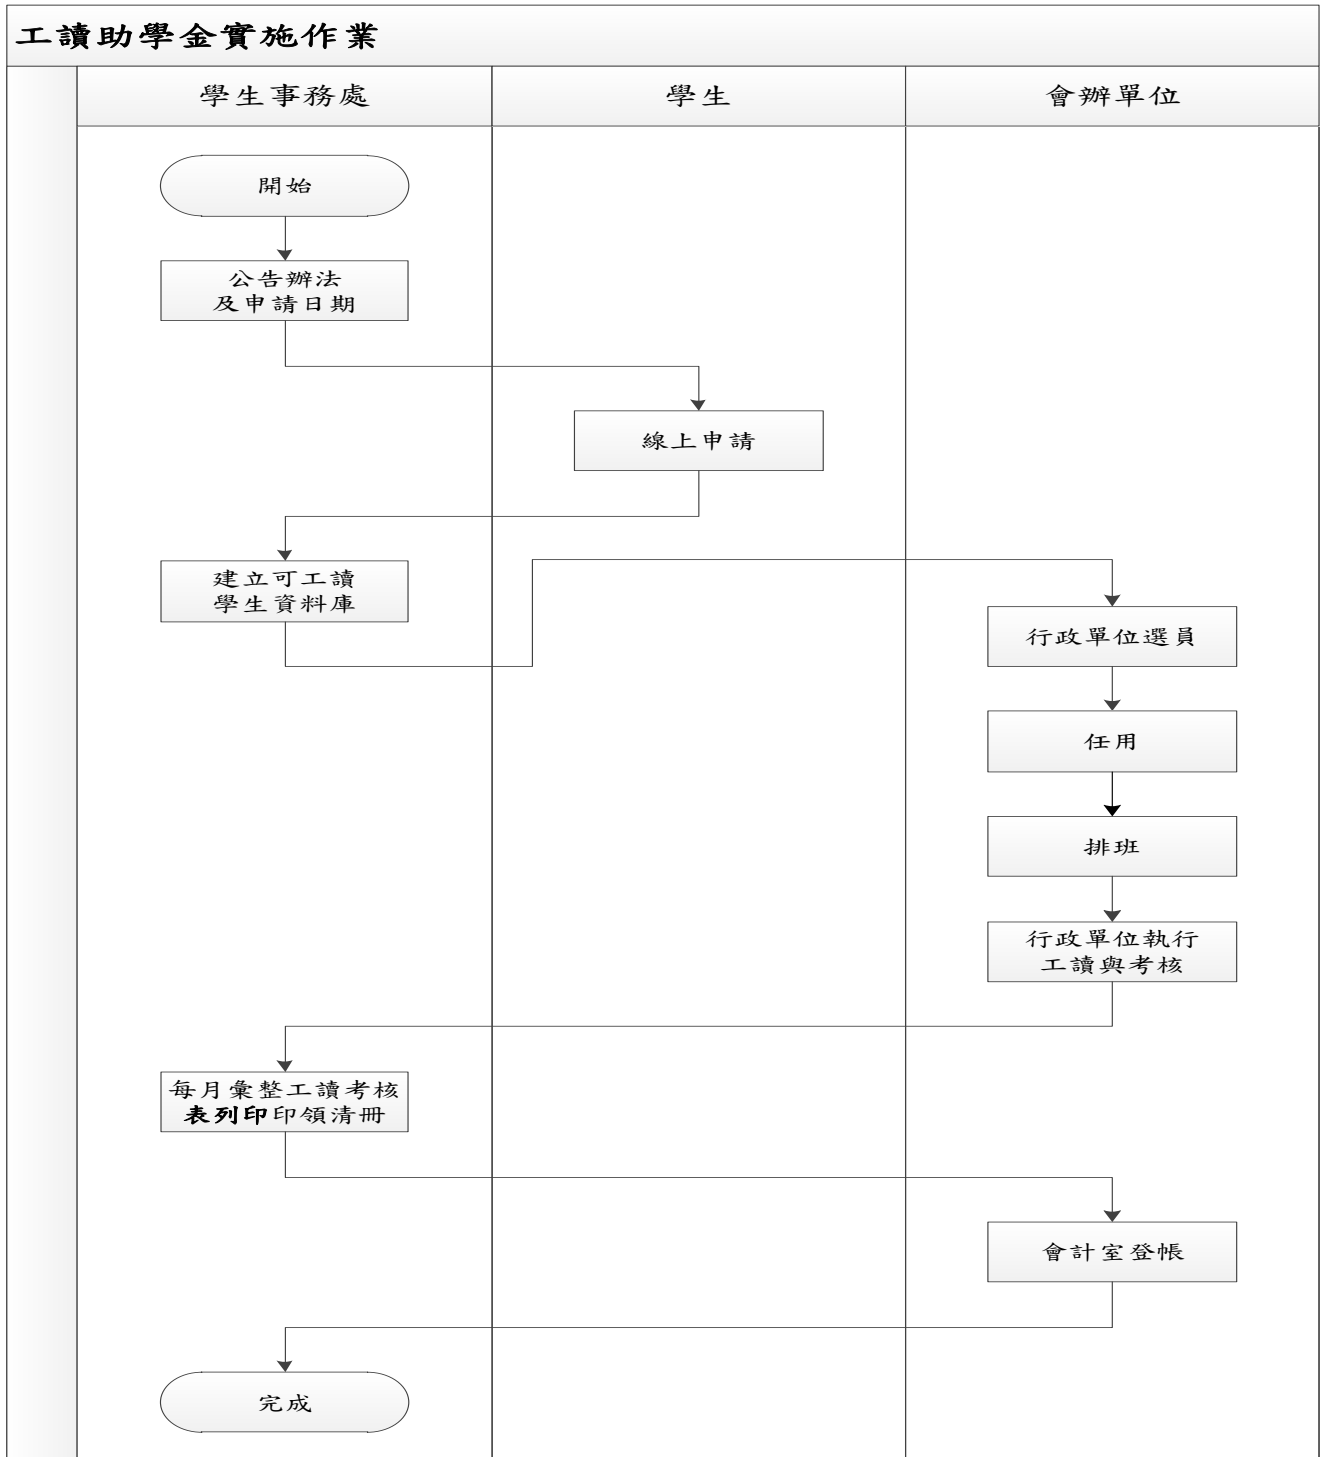 工讀助學金實施作業
學生事務處
學生
會辦單位
開始
公告辦法
及申請日期
線上申請
建立可工讀
學生資料庫
行政單位選員
任用
排班
行政單位執行
工讀與考核
每月彙整工讀考核
表列印印領清冊
會計室登帳
完成